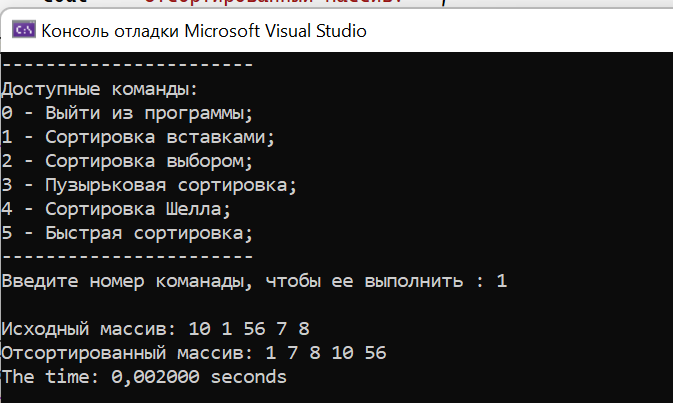 Консоль отладки Microsoft Visual Studio
-----------------------
Доступные команды:
0 - Выйти из программы;
1 - Сортировка вставками;
2 - Сортировка выбором;
3 - Пузырьковая сортировка;
4 - Сортировка Шелла;
5 - Быстрая сортировка;
-----------------------
Введите номер команады, чтобы ее выполнить : 1
Исходный массив: 10 1 56 7 8
Отсортированный массив: 1 7 8 10 56
The time: 0,002000 seconds